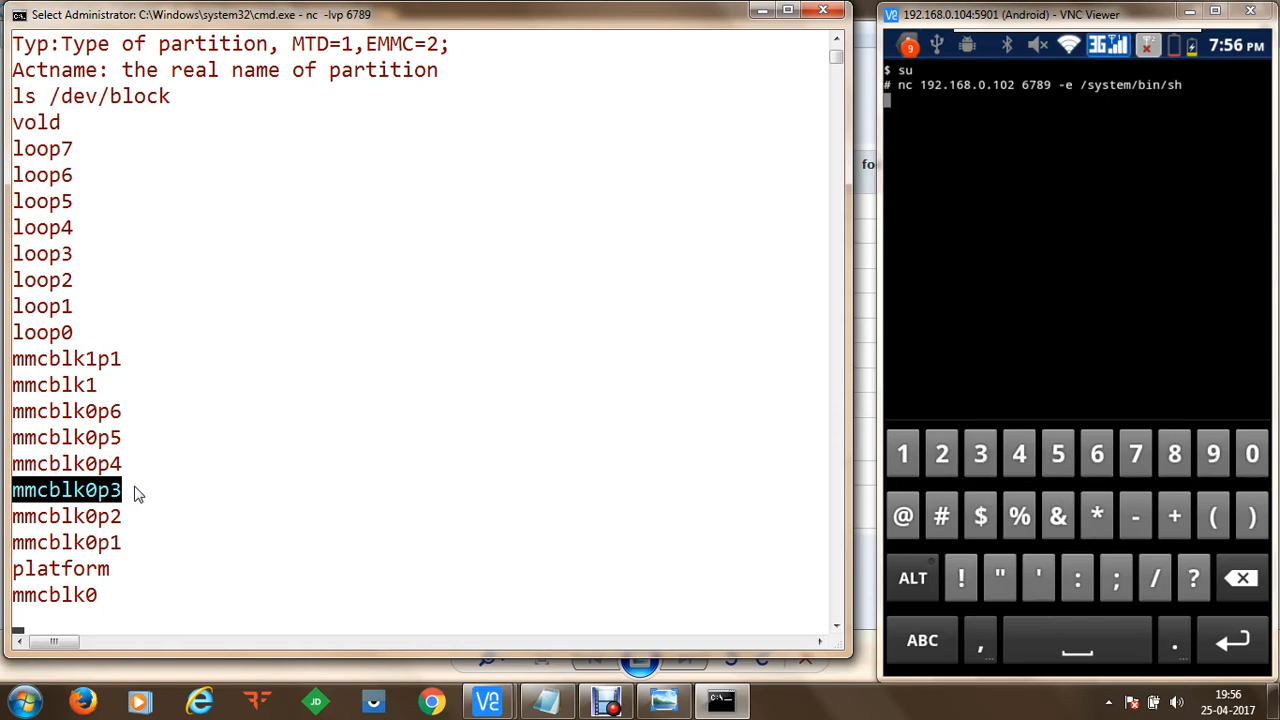 Select Administrator: C:\Windows\system32\cmd.exe - nc -lvp 6789
Typ:Type of partition, MTD=1,EMMC=2;
Actname: the real name of partition
ls /dev/block
vold
loop7
loop6
loop5
loop4
loop3
loop2
loop1
loop0
mmcblk1p1
mmcblk1
mmcblk0p6
mmcblk0p5
mmcblk0p4
mmcblk0p3
mmcblk0p2
mmcblk0p1
platform
mmcblk0
fo
192.168.0.104:5901 (Android) - VNC Viewer
9
3G
7:56 PM
$ su
# nc 192.168.0.102 6789 -e /system/bin/sh
1 2 3 4 5 6 7 8 9 0
@ # $ % & * - + ( )
ALT ! " ' : ; / ?
ABC , .
JD
19:56
25-04-2017